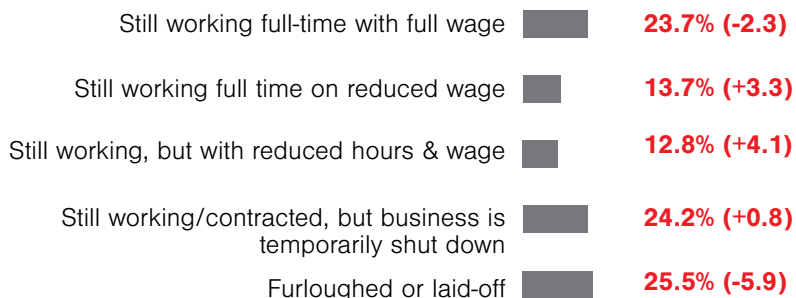 Still working full-time with full wage 23.7% (-2.3)
Still working full time on reduced wage 13.7% (+3.3)
Still working, but with reduced hours & wage 12.8% (+4.1)
Still working/contracted, but business is
temporarily shut down 24.2% (+0.8)
Furloughed or laid-off 25.5% (-5.9)